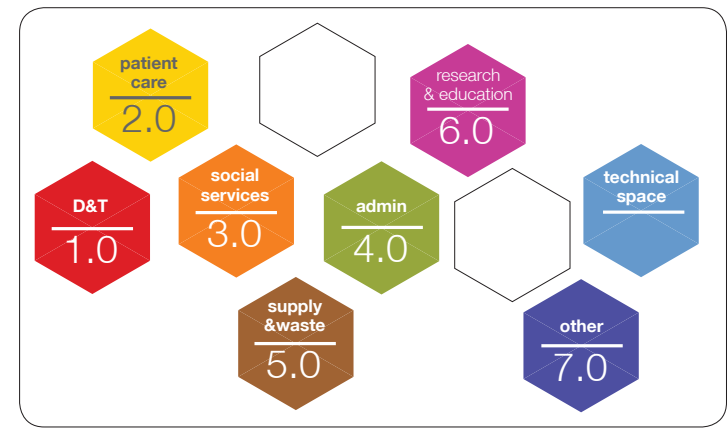 patient
care
2.0
research
& education
6.0
D&T
1.0
social
services
3.0
admin
4.0
technical
space
supply
&waste
5.0
other
7.0